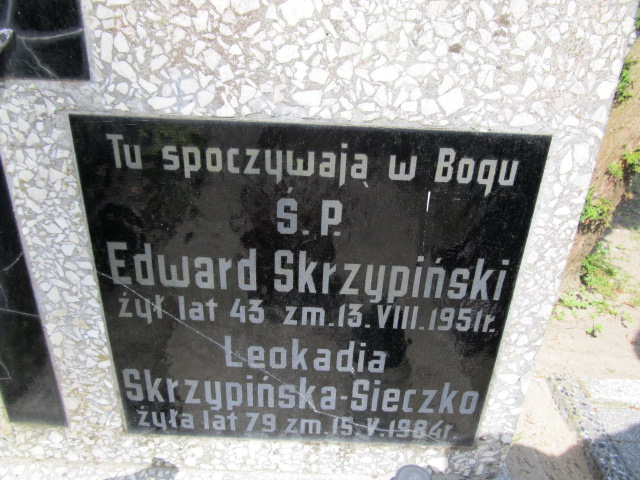 Tu spoczywają w Bogu
Ś.P.
Edward Skrzypiński
żył lat 43 zm.13.VIII.1951r.
Leokadia
Skrzypińska-Sieczko
żyła lat 79 zm.15.V.1984r.